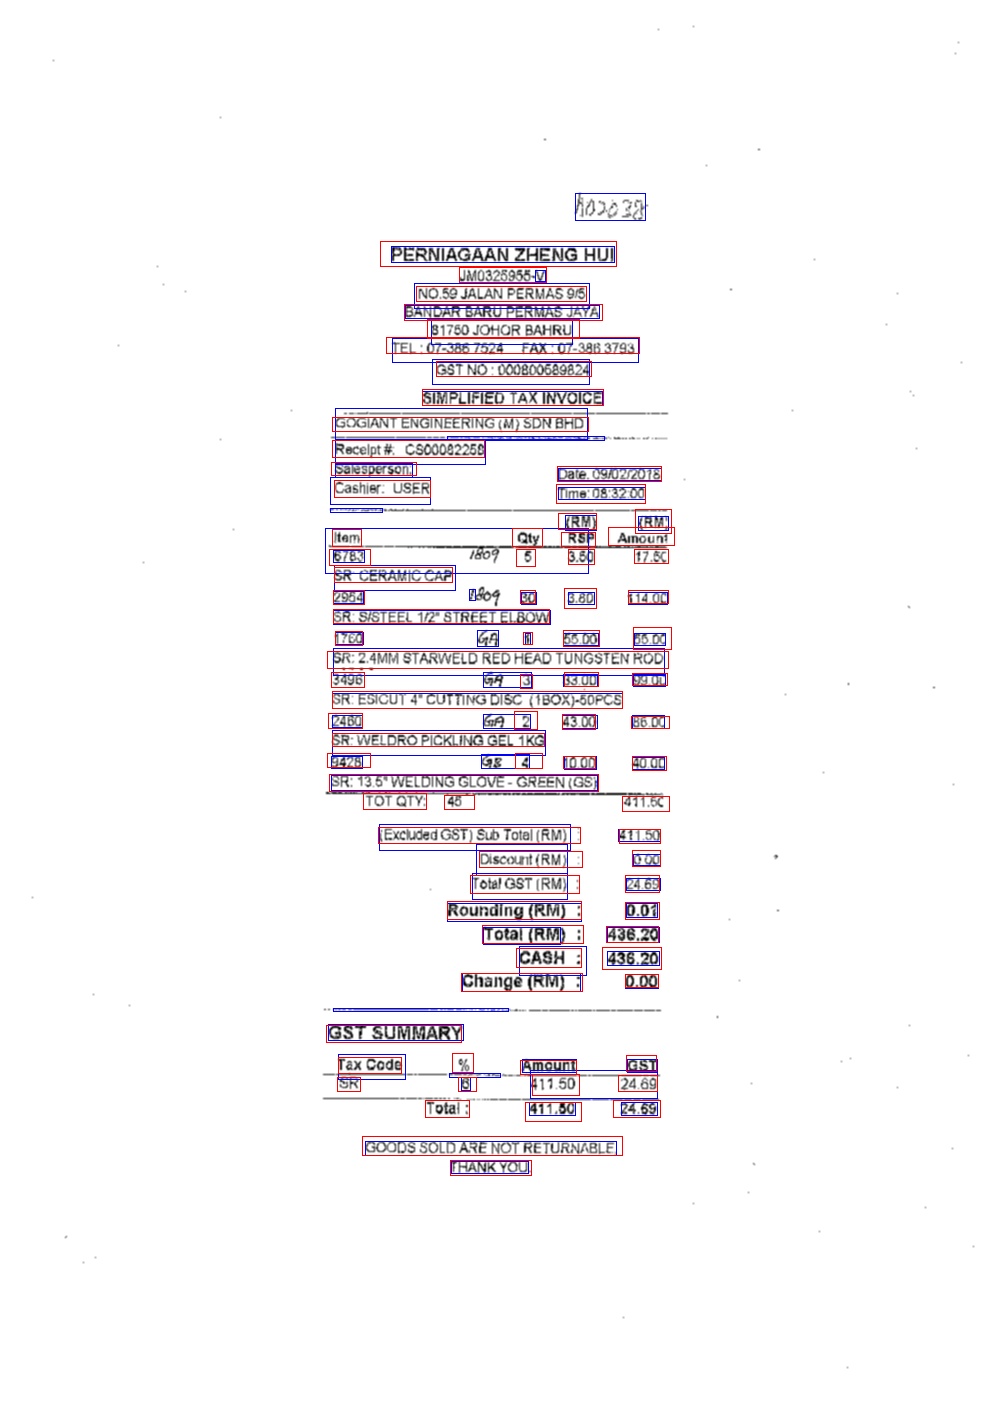 102038
PERNIAGAAN ZHENG HUI
JM0325955-V
NO.59 JALAN PERMAS 9/5
BANDAR BARU PERMAS JAYA
81750 JOHOR BAHRU
TEL : 07-386 7524 FAX : 07-386 3793
GST NO : 000800689824
SIMPLIFIED TAX INVOICE
GOGIANT ENGINEERING (M) SDN BHD
Receipt #: CS00082259
Salesperson:
Date: 09/02/2018
Cashier: USER
Time: 08:32:00
(RM) (RM)
Item Qty RSP Amount
6783 1809 5 3.50 17.50
SR: CERAMIC CAP
2954 1809 30 3.80 114.00
SR: S/STEEL 1/2" STREET ELBOW
1760 GA 1 55.00 55.00
SR: 2.4MM STARWELD RED HEAD TUNGSTEN ROD
3496 GA 3 33.00 99.00
SR: ESICUT 4" CUTTING DISC (1BOX)-50PCS
2460 GA 2 43.00 86.00
SR: WELDRO PICKLING GEL 1KG
9428 GS 4 10.00 40.00
SR: 13.5" WELDING GLOVE - GREEN (GS)
TOT QTY: 45 411.50
(Excluded GST) Sub Total (RM) : 411.50
Discount (RM) : 0.00
Total GST (RM) : 24.69
Rounding (RM) : 0.01
Total (RM) : 436.20
CASH : 436.20
Change (RM) : 0.00
GST SUMMARY
Tax Code % Amount GST
SR 6 411.50 24.69
Total : 411.50 24.69
GOODS SOLD ARE NOT RETURNABLE
THANK YOU